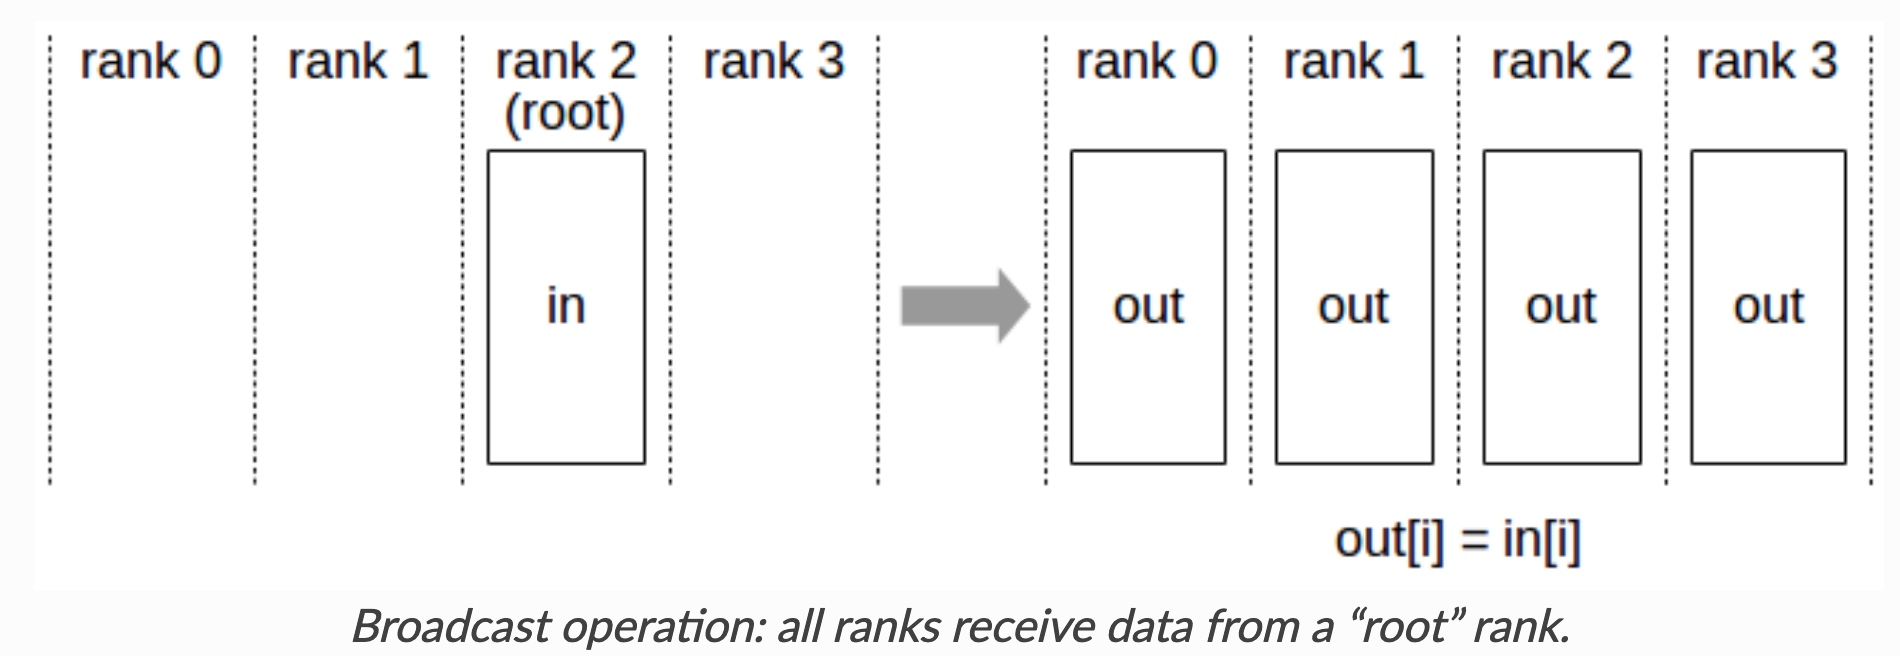 rank 0 rank 1 rank 2 rank 3 rank 0 rank 1 rank 2 rank 3
(root)
in out out out out
out[i] = in[i]
Broadcast operation: all ranks receive data from a “root” rank.